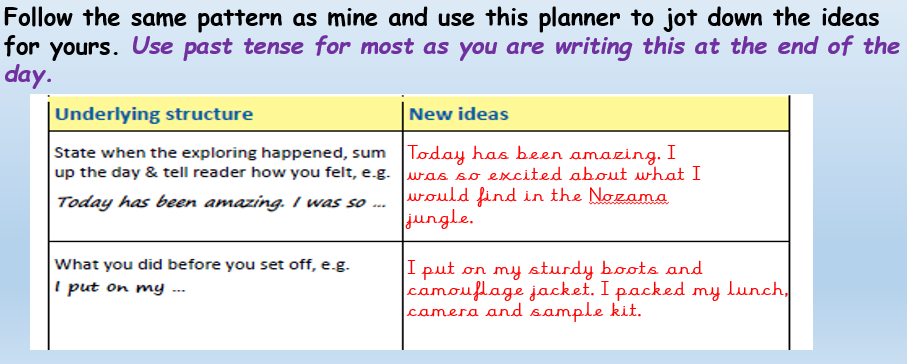 Follow the same pattern as mine and use this planner to jot down the ideas
for yours. Use past tense for most as you are writing this at the end of the
day.
Underlying structure
New ideas
State when the exploring happened, sum
up the day & tell reader how you felt, e.g.
Today has been amazing. I was so ...
Today has been amazing. I
was so excited about what I
would find in the Nozama
jungle.
What you did before you set off, e.g.
I put on my ...
I put on my sturdy boots and
camouflage jacket. I packed my lunch,
camera and sample kit.